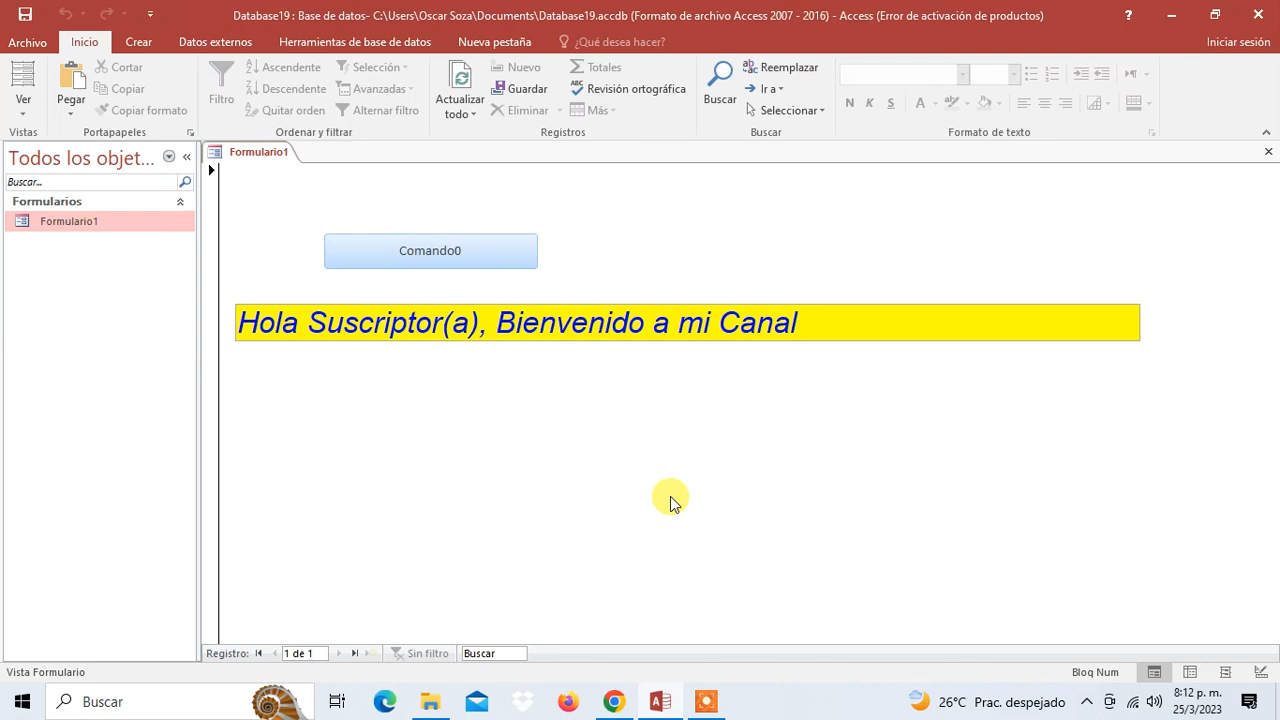 Database19 : Base de datos- C:\Users\Oscar Soza\Documents\Database19.accdb (Formato de archivo Access 2007 - 2016) - Access (Error de activación de productos)
?
Archivo Inicio Crear Datos externos Herramientas de base de datos Nueva pestaña ¿Qué desea hacer? Iniciar sesión
Ver
Vistas
Pegar
Cortar
Copiar
Copiar formato
Portapapeles
Filtro
Ascendente
Descendente
Quitar orden
Selección
Avanzadas
Alternar filtro
Ordenar y filtrar
Actualizar
todo
Nuevo
Guardar
Eliminar
Totales
Revisión ortográfica
Más
Registros
Buscar
Reemplazar
Ir a
Seleccionar
Buscar
N K S A
Formato de texto
Todos los objet...
Buscar...
Formularios
Formulario1
Formulario1
Comando0
Hola Suscriptor(a), Bienvenido a mi Canal
Registro: 1 de 1 Sin filtro Buscar
Vista Formulario Bloq Num
Buscar
26°C Prac. despejado
8:12 p. m.
25/3/2023